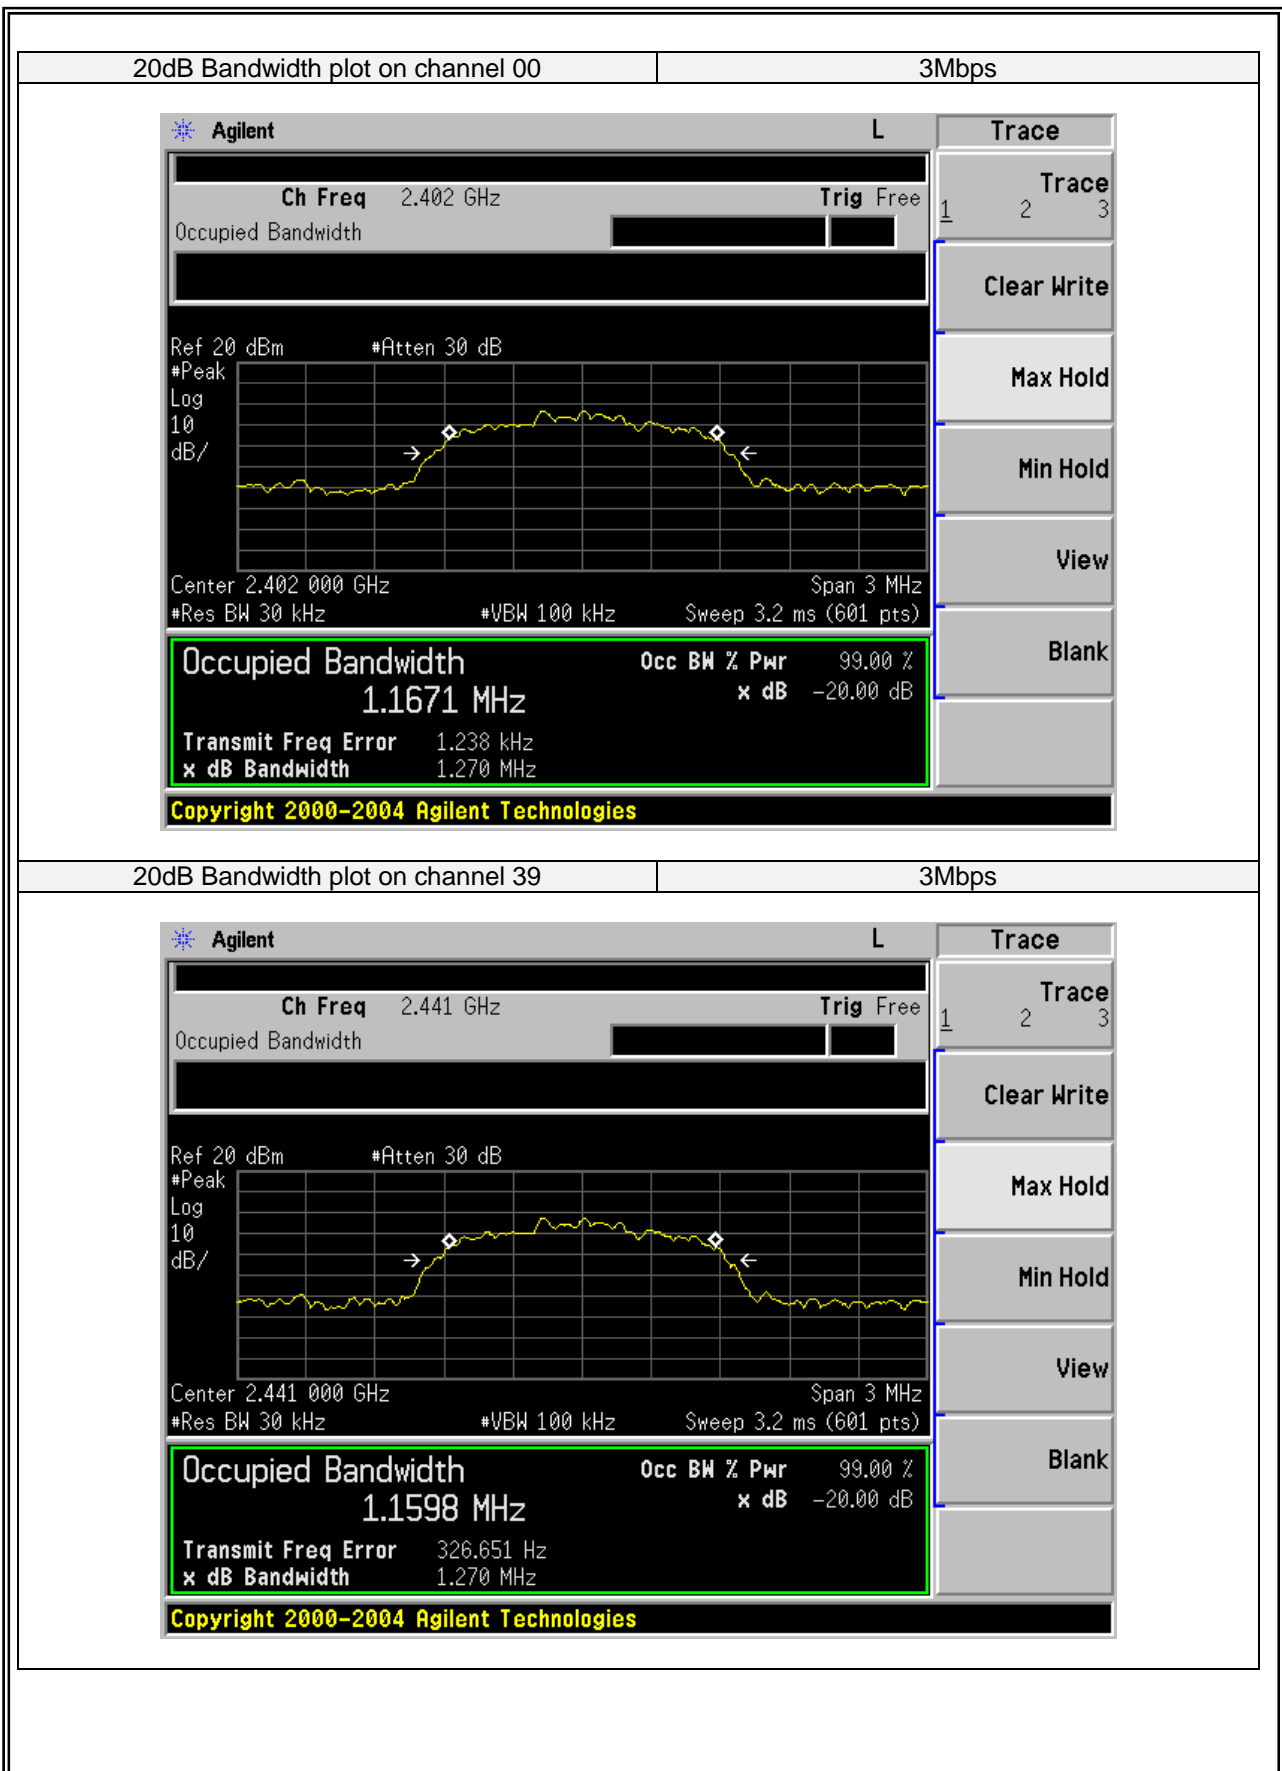 20dB Bandwidth plot on channel 00 3Mbps
Agilent L Trace
Ch Freq 2.402 GHz Trig Free
Occupied Bandwidth
Trace
1 2 3
Clear Write
Max Hold
Min Hold
View
Blank
Ref 20 dBm #Atten 30 dB
#Peak
Log
10
dB/
Center 2.402 000 GHz Span 3 MHz
#Res BW 30 kHz #VBW 100 kHz Sweep 3.2 ms (601 pts)
Occupied Bandwidth Occ BW % Pwr 99.00 %
1.1671 MHz x dB -20.00 dB
Transmit Freq Error 1.238 kHz
x dB Bandwidth 1.270 MHz
Copyright 2000-2004 Agilent Technologies
20dB Bandwidth plot on channel 39 3Mbps
Agilent L Trace
Ch Freq 2.441 GHz Trig Free
Occupied Bandwidth
Trace
1 2 3
Clear Write
Max Hold
Min Hold
View
Blank
Ref 20 dBm #Atten 30 dB
#Peak
Log
10
dB/
Center 2.441 000 GHz Span 3 MHz
#Res BW 30 kHz #VBW 100 kHz Sweep 3.2 ms (601 pts)
Occupied Bandwidth Occ BW % Pwr 99.00 %
1.1598 MHz x dB -20.00 dB
Transmit Freq Error 326.651 Hz
x dB Bandwidth 1.270 MHz
Copyright 2000-2004 Agilent Technologies